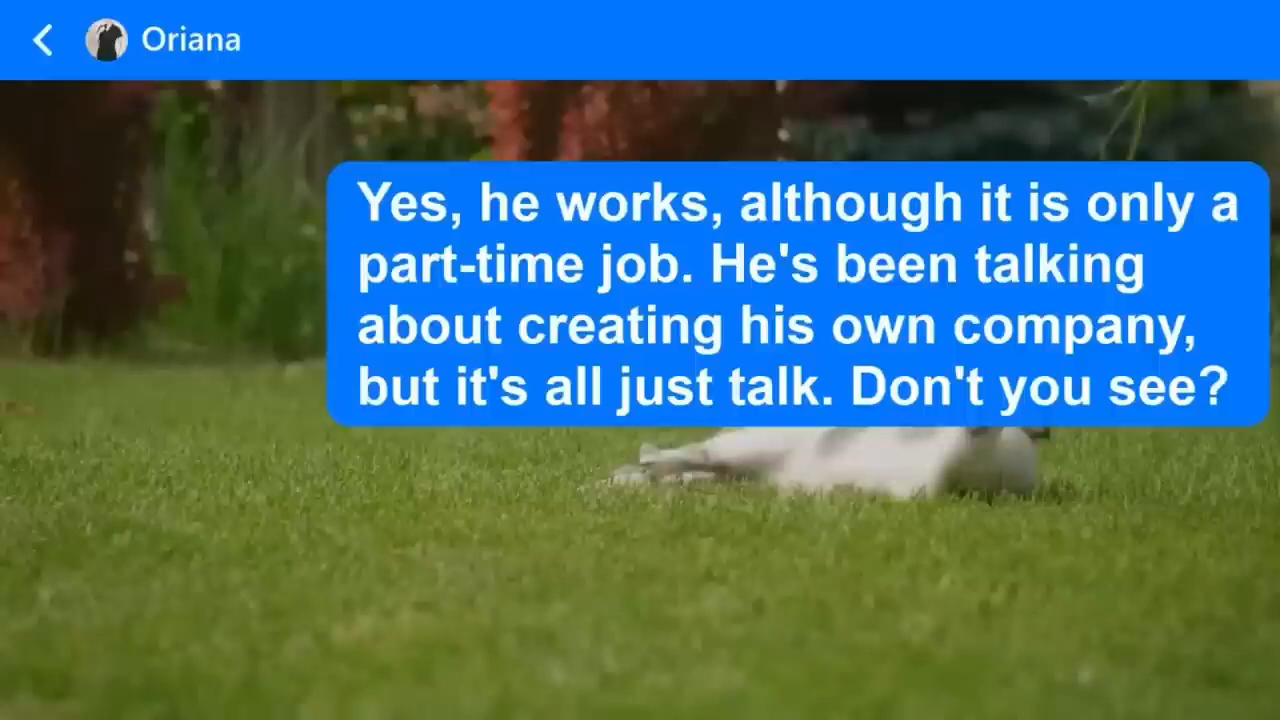 Oriana
Yes, he works, although it is only a
part-time job. He's been talking
about creating his own company,
but it's all just talk. Don't you see?